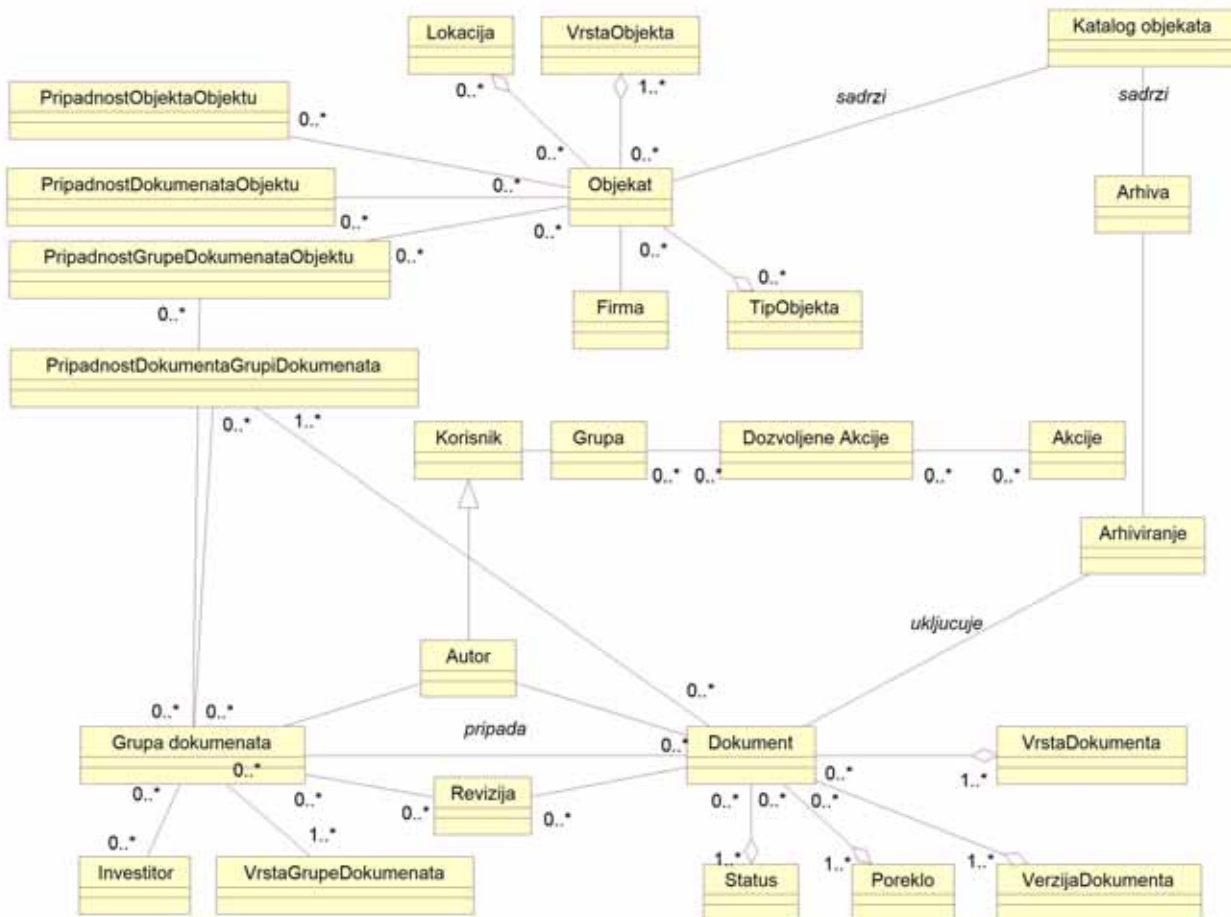 Lokacija
VrstaObjekta
Katalog objekata
0..*
1..*
PripadnostObjektaObjektu
0..*
sadrzi
sadrzi
0..*
0..*
PripadnostDokumenataObjektu
0..*
Objekat
Arhiva
0..*
0..*
0..*
PripadnostGrupeDokumenataObjektu
0..*
0..*
0..*
Firma
TipObjekta
PripadnostDokumentaGrupiDokumenata
0..*
1..*
Korisnik
Grupa
Dozvoljene Akcije
Akcije
0..*
0..*
0..*
0..*
Arhiviranje
ukljucuje
Autor
0..*
0..*
0..*
pripada
Grupa dokumenata
0..*
Dokument
VrstaDokumenta
0..*
0..*
1..*
0..*
0..*
Revizija
0..*
0..*
0..*
0..*
0..*
0..*
1..*
1..*
1..*
1..*
Investitor
VrstaGrupeDokumenata
Status
Poreklo
VerzijaDokumenta